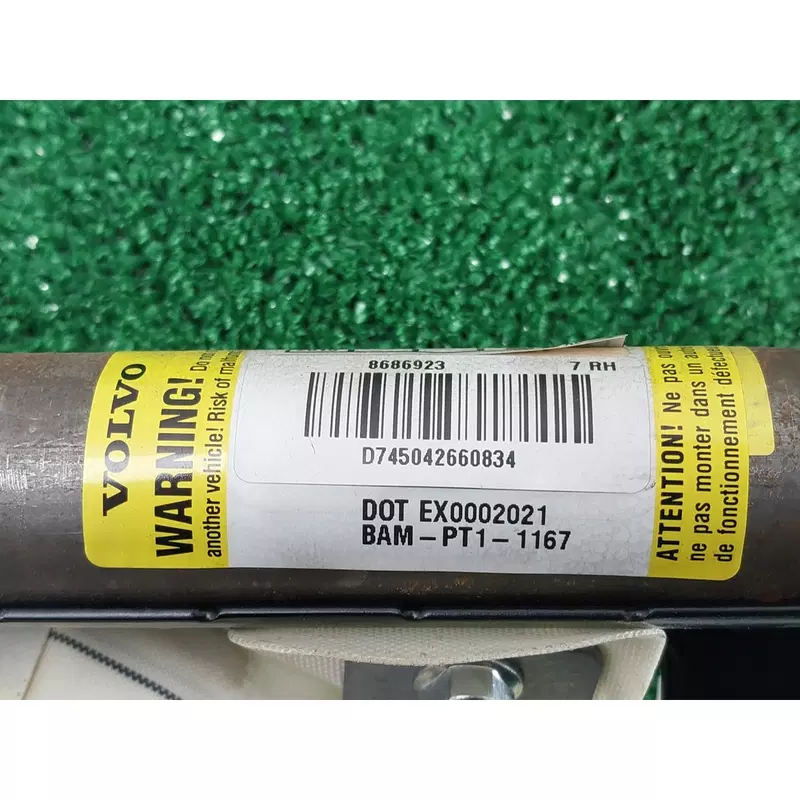 VOLVO
WARNING! Do
another vehicle! Risk of
8686923 7 RH
D745042660834
DOT EX0002021
BAM-PT1-1167
ATTENTION! Ne pas
ne pas monter dans un
de fonctionnement